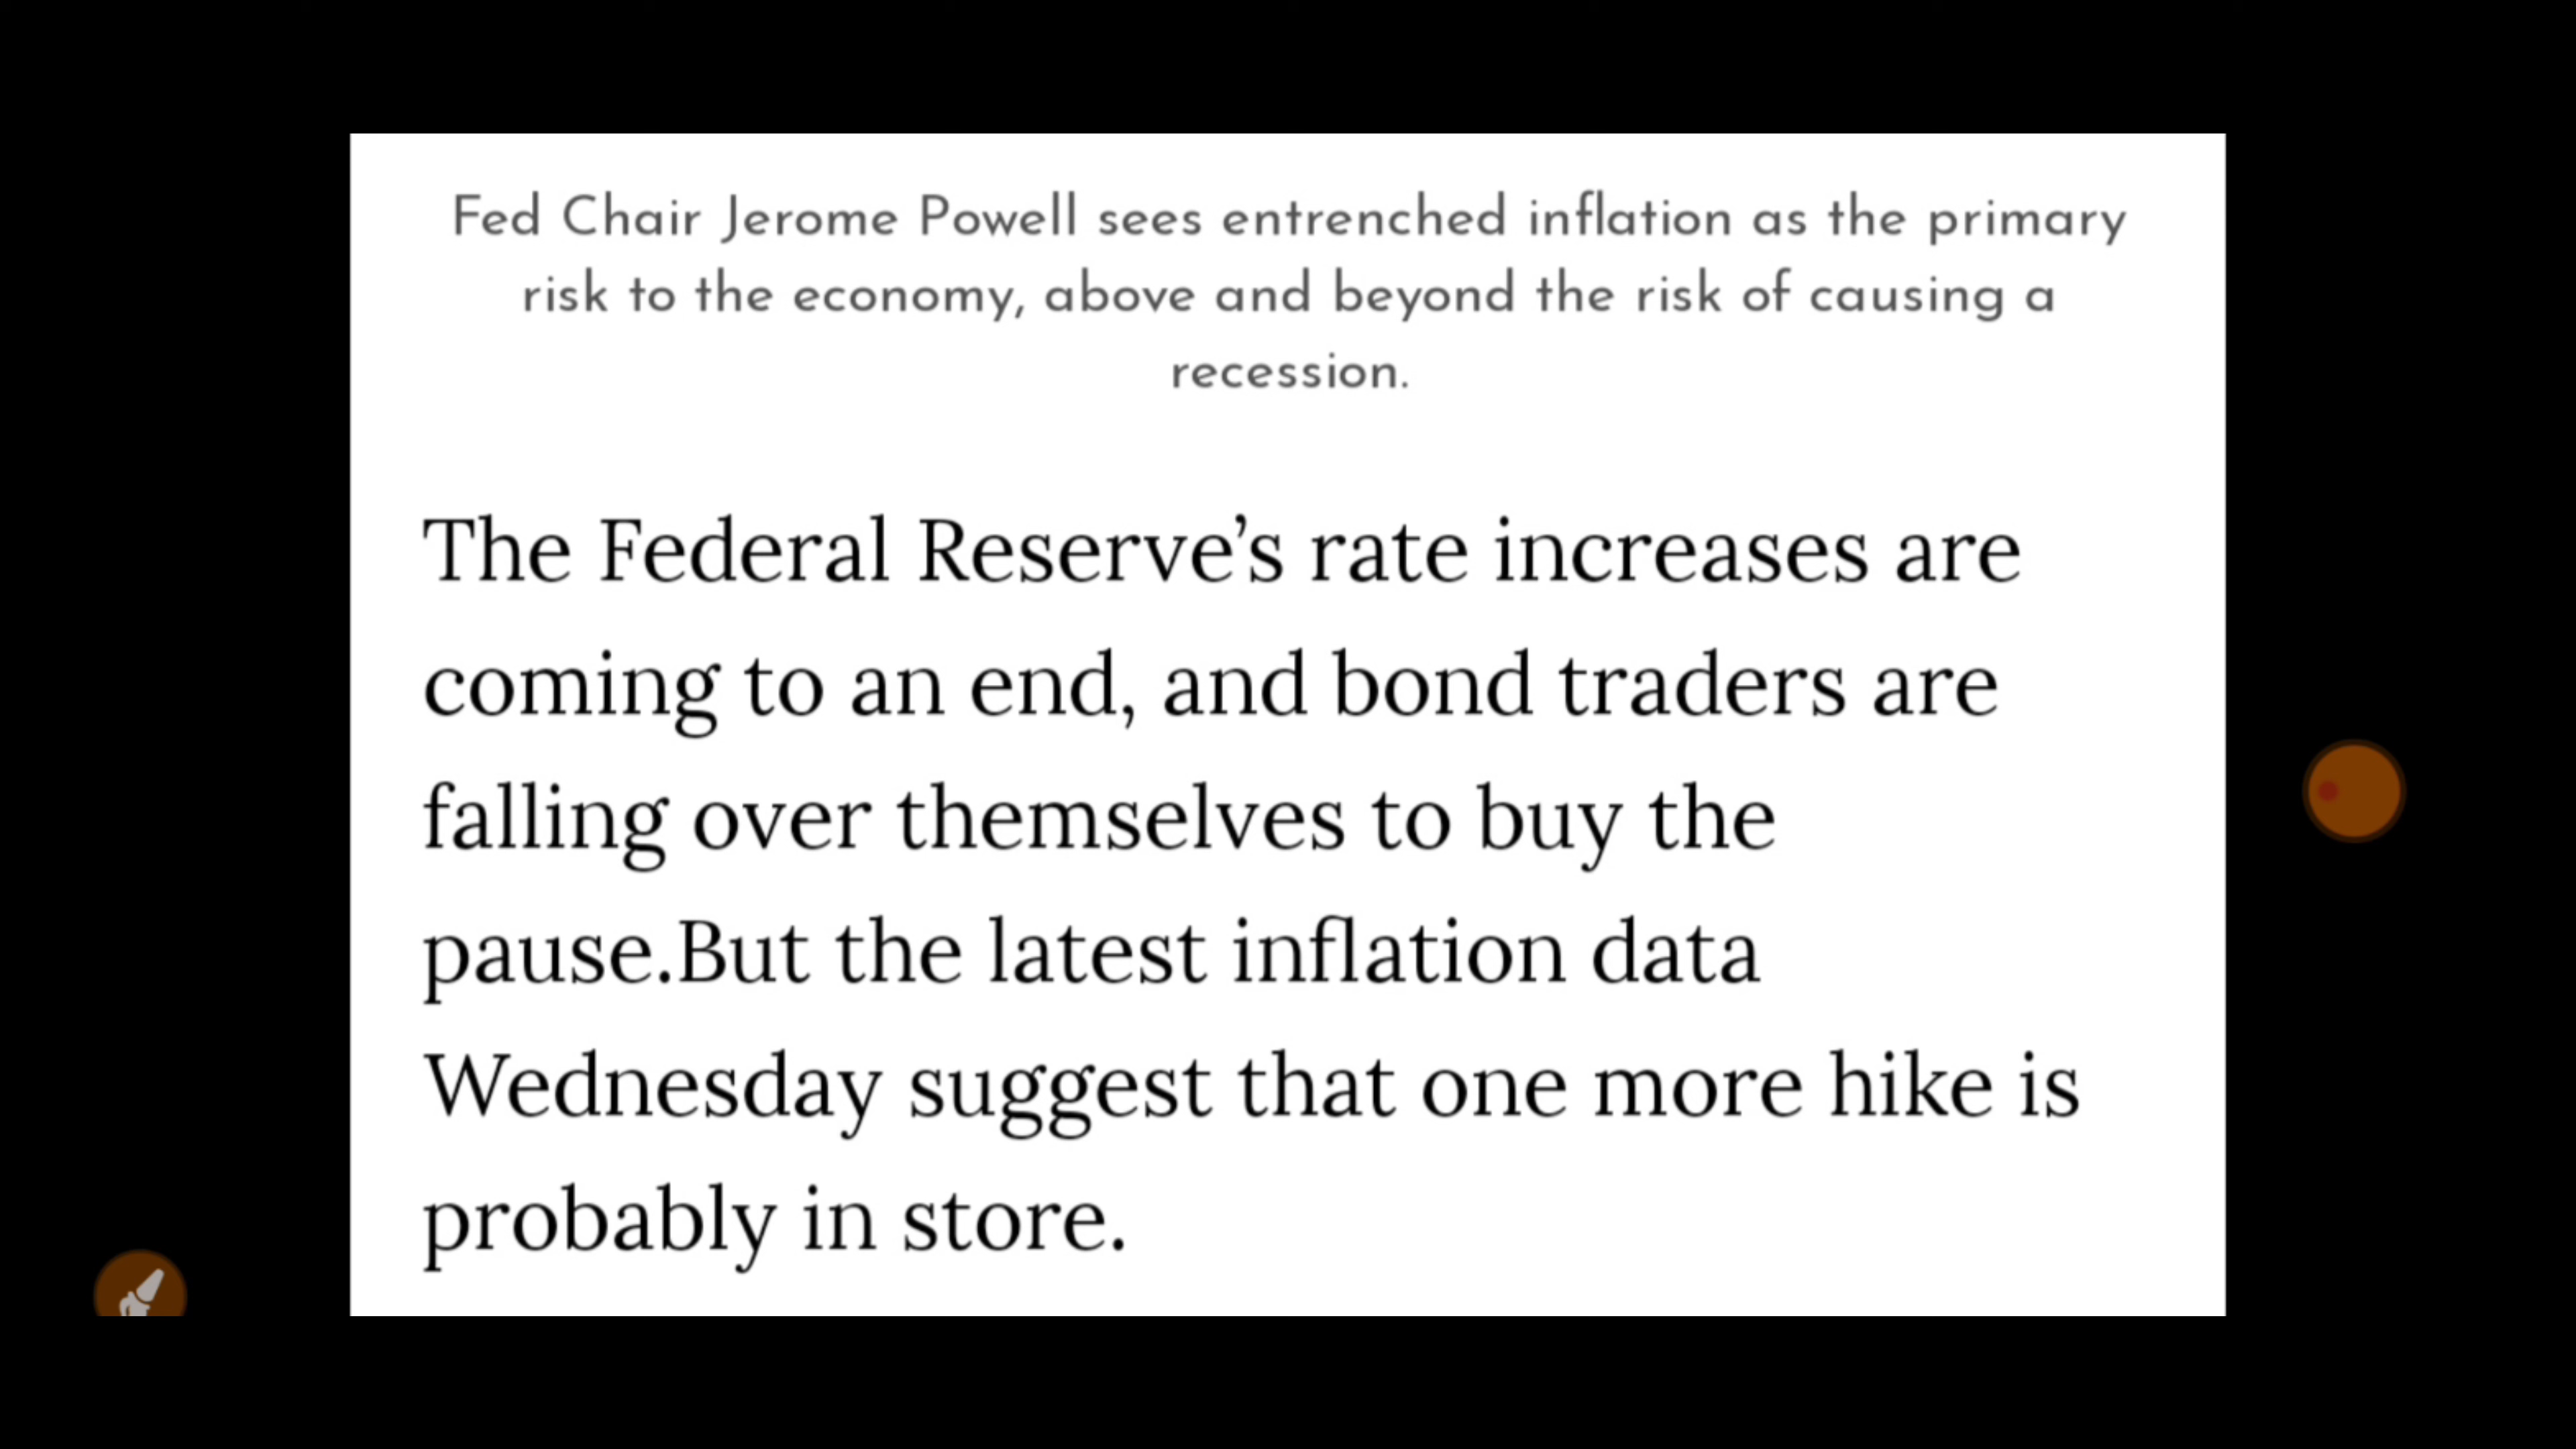 Fed Chair Jerome Powell sees entrenched inflation as the primary
risk to the economy, above and beyond the risk of causing a
recession.
The Federal Reserve’s rate increases are
coming to an end, and bond traders are
falling over themselves to buy the
pause.But the latest inflation data
Wednesday suggest that one more hike is
probably in store.